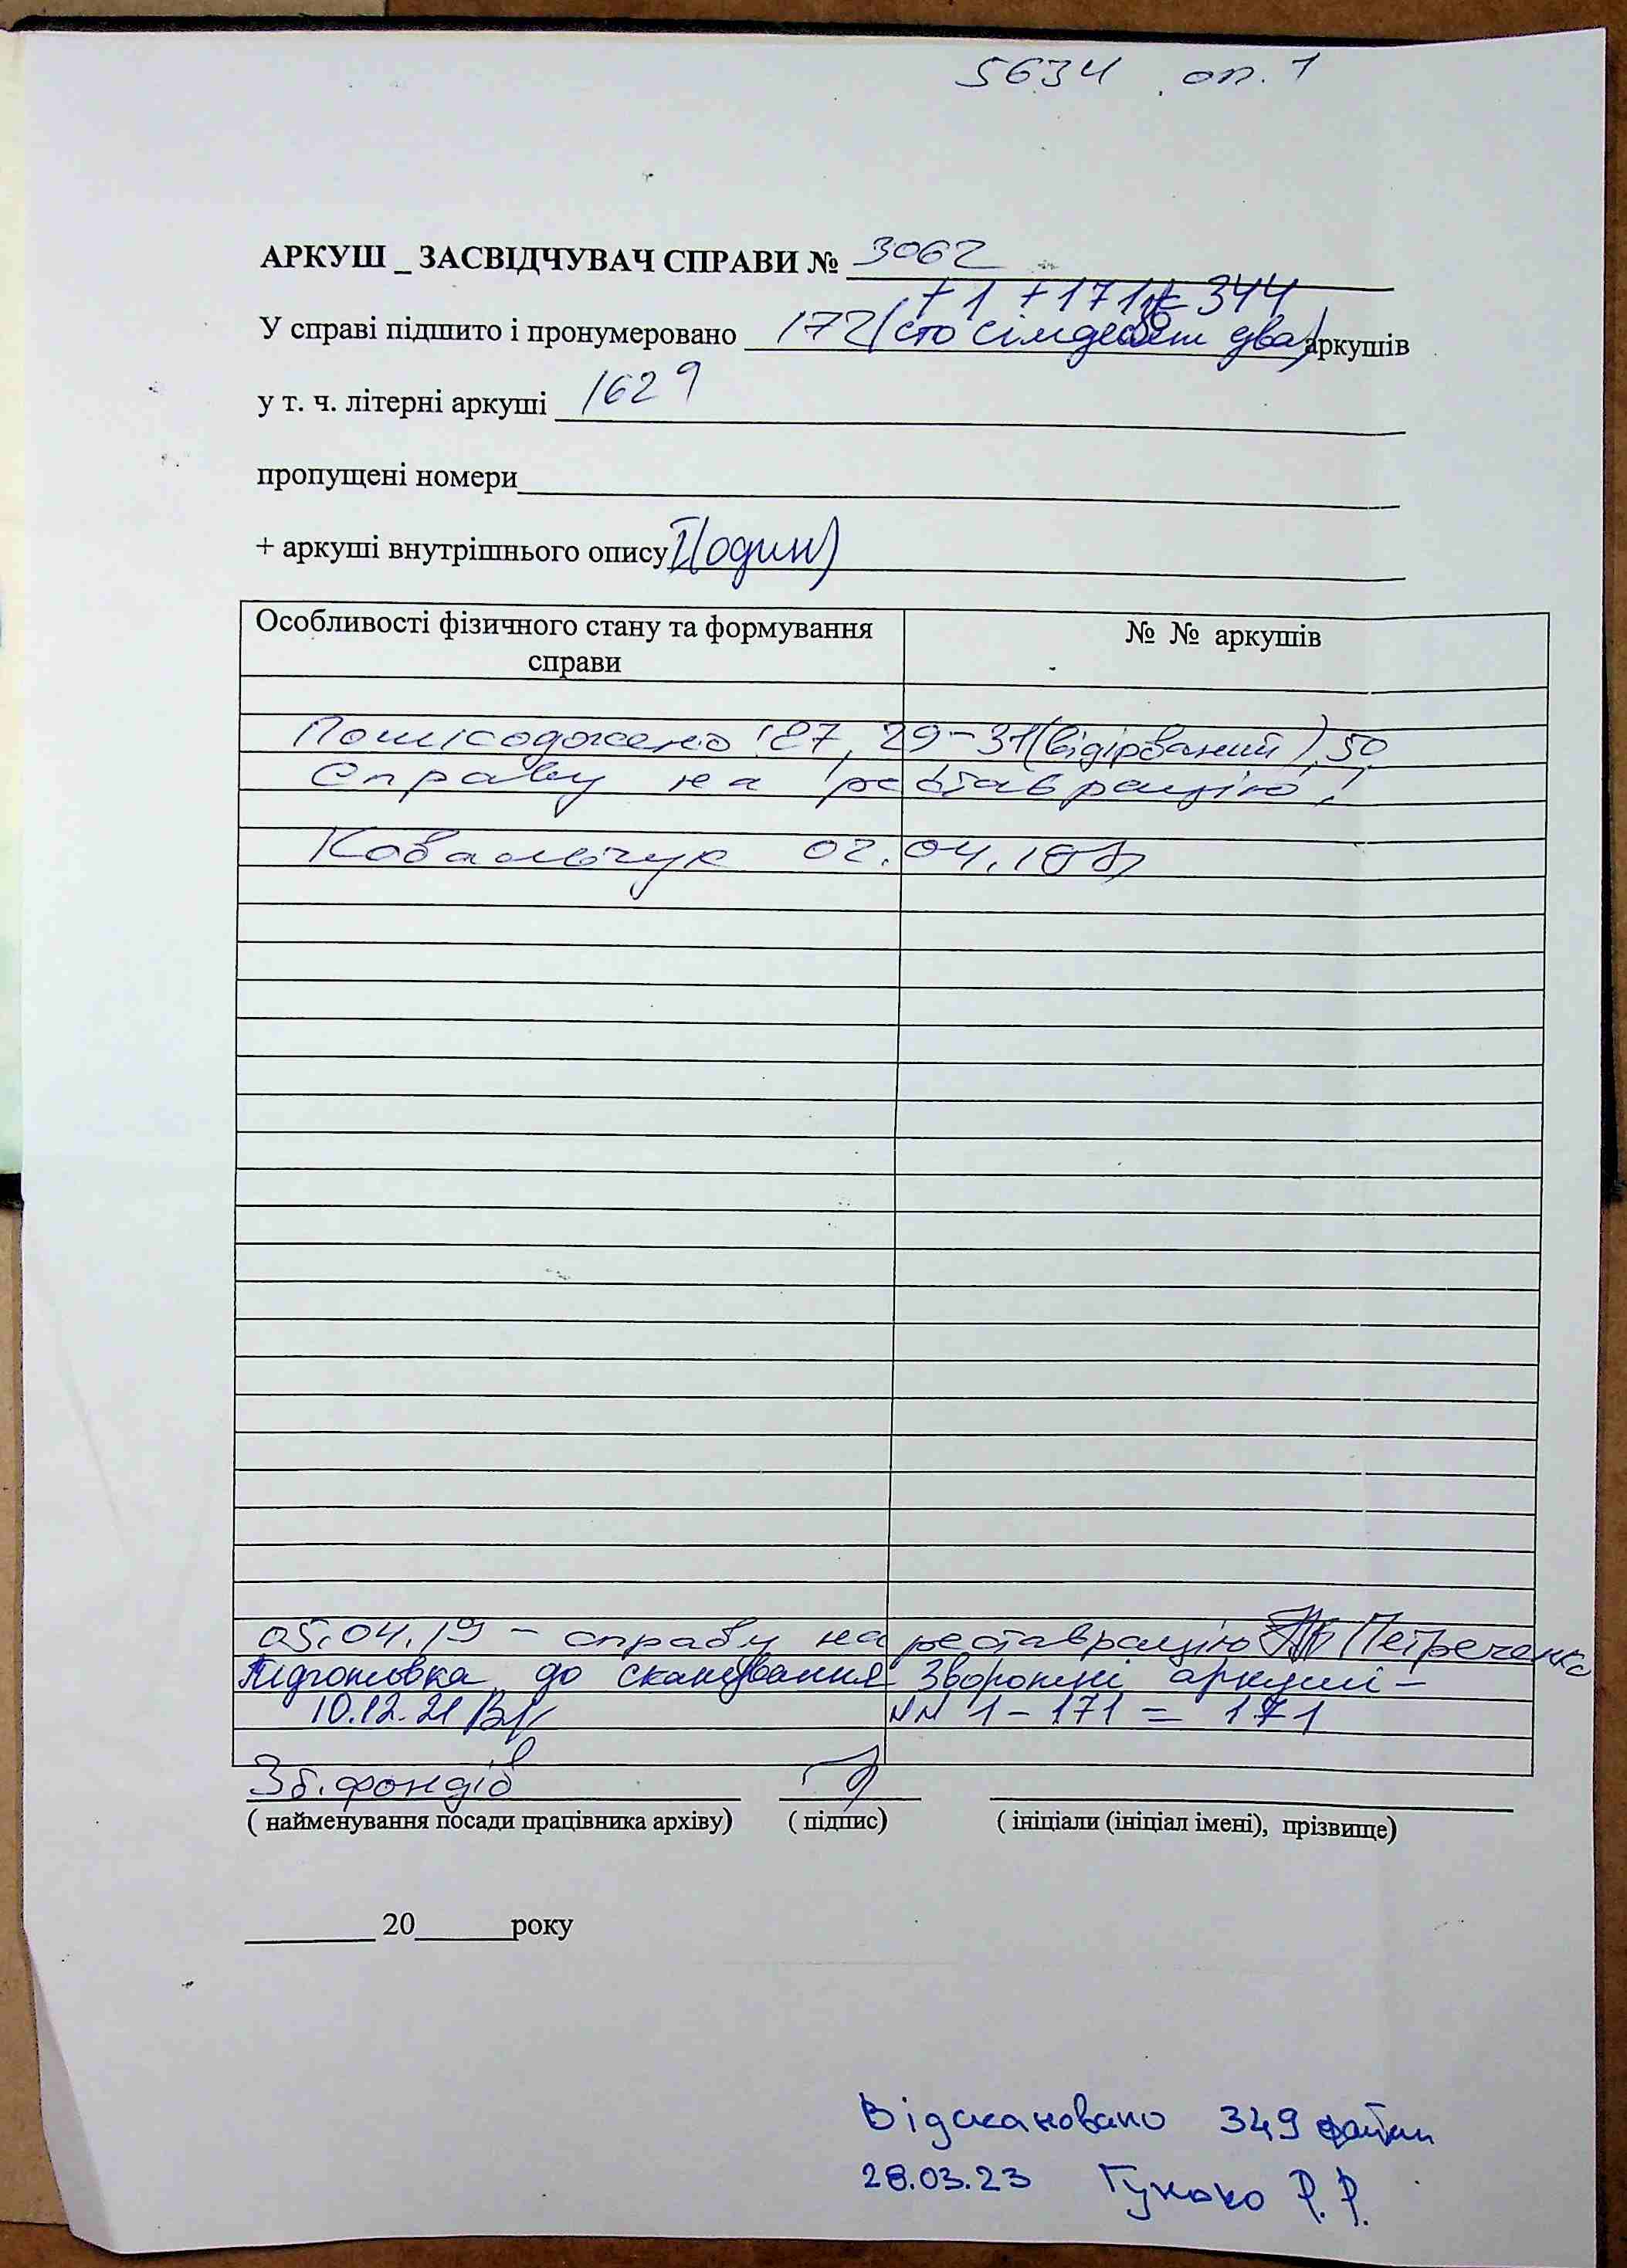 5634 оп. 1
АРКУШ _ ЗАСВІДЧУВАЧ СПРАВИ № 3062
+ 1 + 171 = 344
У справі підшито і пронумеровано 172 (сто сімдесят два) аркушів
у т. ч. літерні аркуші 162 а
пропущені номери
+ аркуші внутрішнього опису 1 (один)
Особливості фізичного стану та формування справи
№ № аркушів
Пошкоджено: 27, 29-31 (відірваний), 50
Справу на реставрацію!
Ковальчук 02.04.19
05.04.19 – справу на реставрацію Петреченко
Підготовка до сканування Зворотні аркуші –
10.12.21 №№ 1 – 171 = 171
Зб. фондів
( найменування посади працівника архіву) ( підпис) ( ініціали (ініціал імені), прізвище)
20 року
Відскановано 349 файли
28.03.23 Гунько Р. Р.